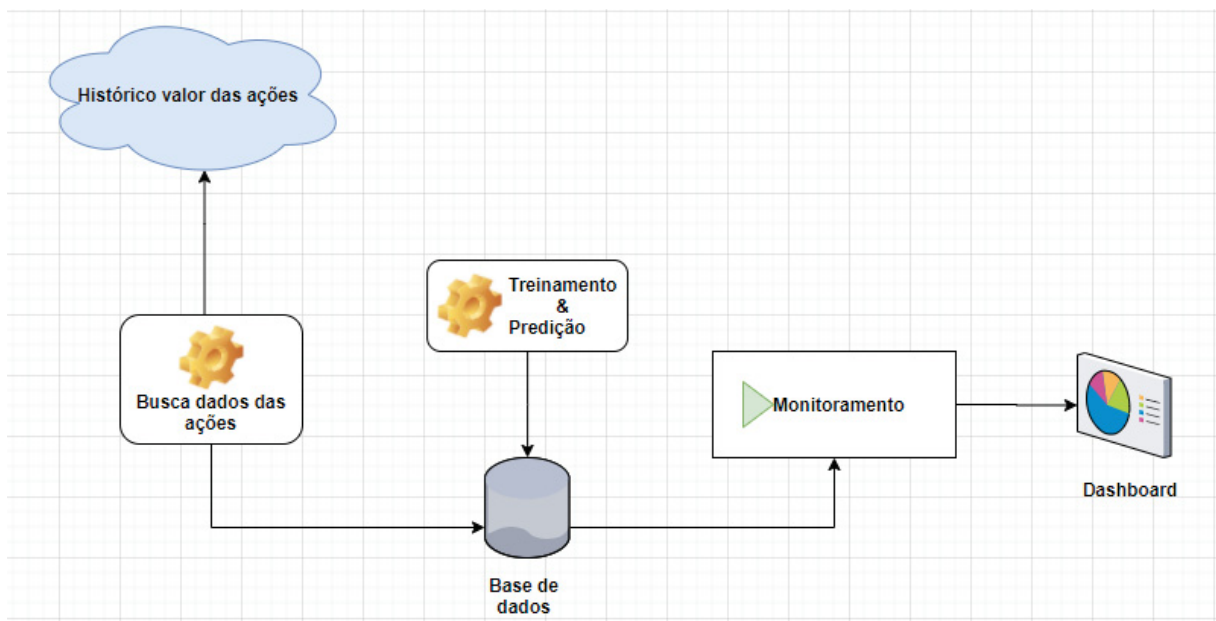 Histórico valor das ações
Treinamento
&
Predição
Busca dados das
ações
Monitoramento
Dashboard
Base de
dados